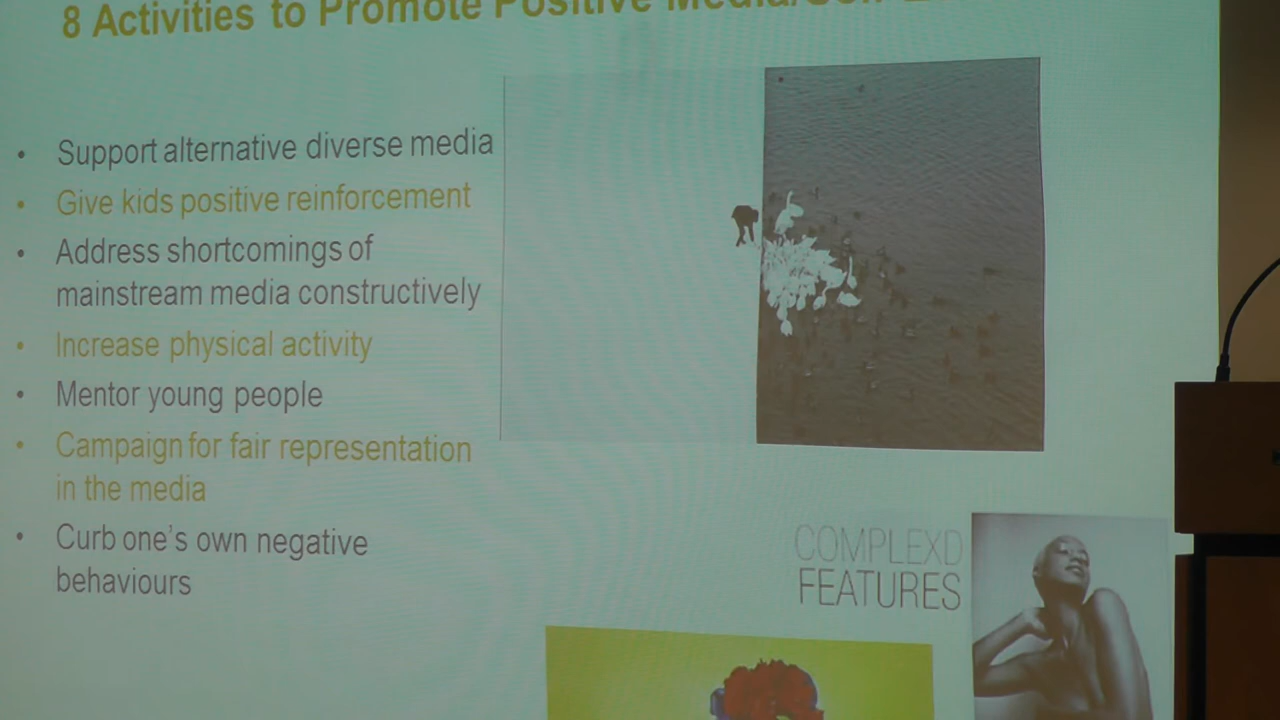 8 Activities to Promote Positive Media/
• Support alternative diverse media
• Give kids positive reinforcement
• Address shortcomings of
mainstream media constructively
• Increase physical activity
• Mentor young people
• Campaign for fair representation
in the media
• Curb one's own negative
behaviours
COMPLEXD
FEATURES